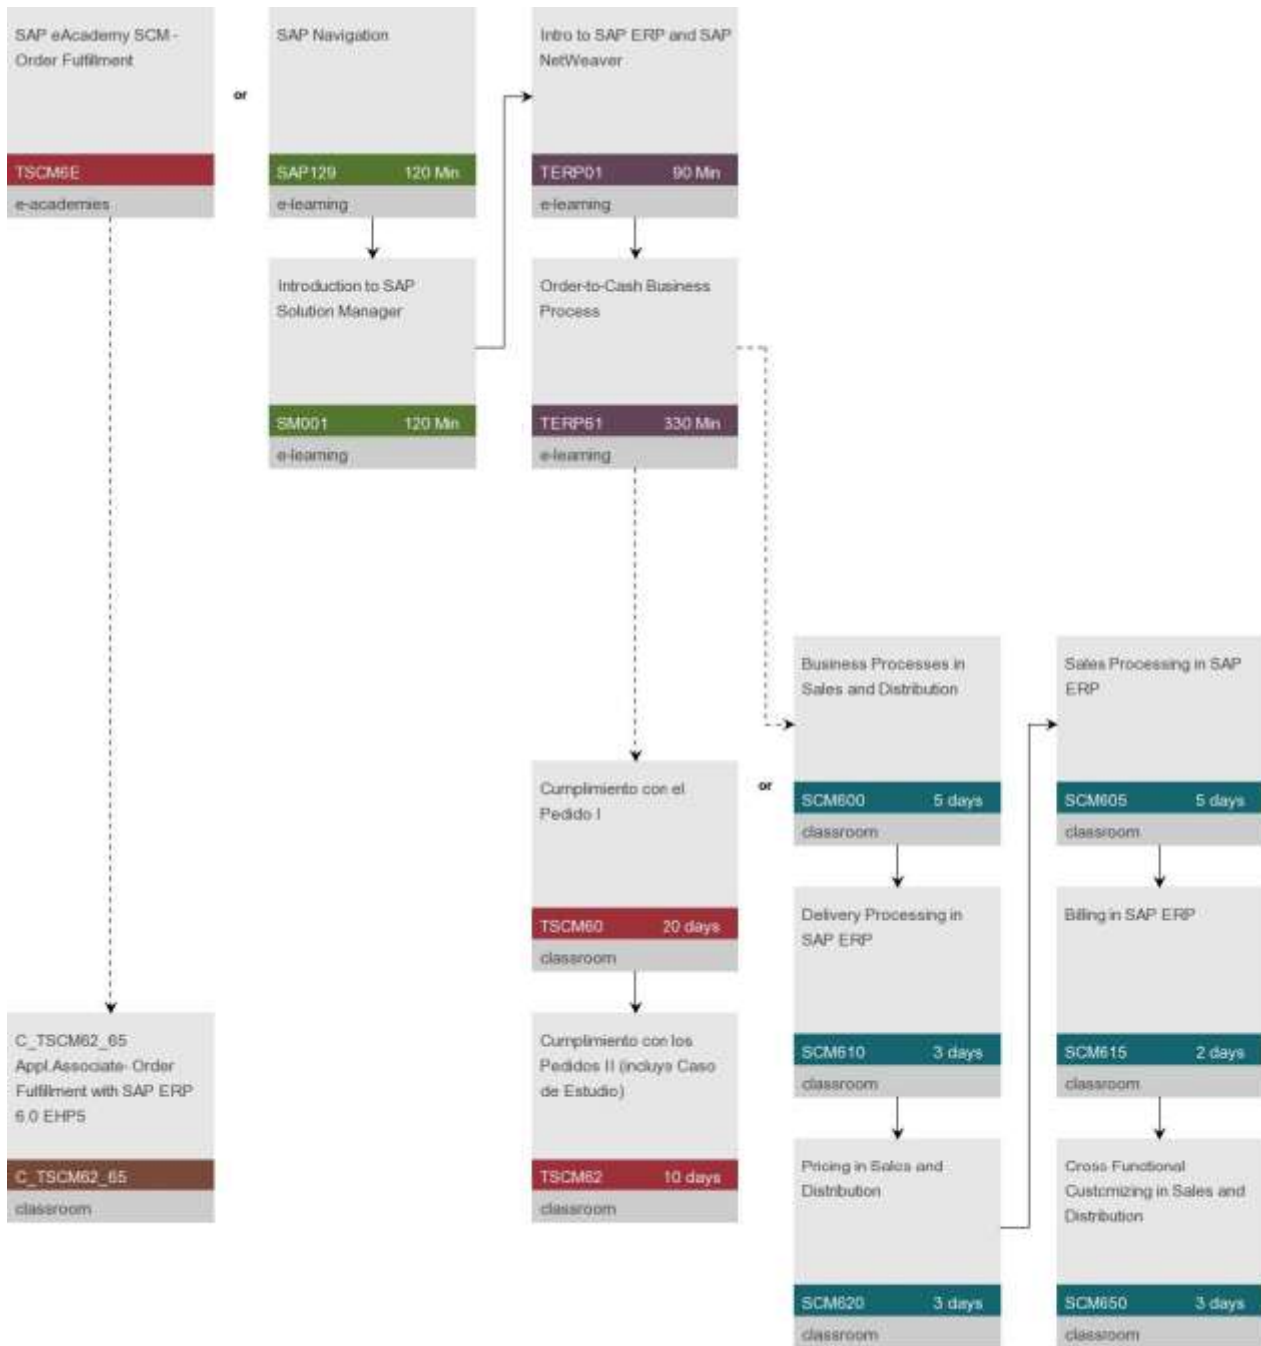 SAP eAcademy SCM -
Order Fulfillment
TSCM6E
e-academies
or
SAP Navigation
SAP129 120 Min
e-learning
Intro to SAP ERP and SAP
NetWeaver
TERP01 90 Min
e-learning
Introduction to SAP
Solution Manager
SM001 120 Min
e-learning
Order-to-Cash Business
Process
TERP61 330 Min
e-learning
Cumplimiento con el
Pedido I
TSCM60 20 days
classroom
or
Business Processes in
Sales and Distribution
SCM600 5 days
classroom
Sales Processing in SAP
ERP
SCM605 5 days
classroom
Delivery Processing in
SAP ERP
SCM610 3 days
classroom
Billing in SAP ERP
SCM615 2 days
classroom
C_TSCM62_65
Appl.Associate- Order
Fulfillment with SAP ERP
6.0 EHP5
C_TSCM62_65
classroom
Cumplimiento con los
Pedidos II (incluye Caso
de Estudio)
TSCM62 10 days
classroom
Pricing in Sales and
Distribution
SCM620 3 days
classroom
Cross Functional
Customizing in Sales and
Distribution
SCM650 3 days
classroom